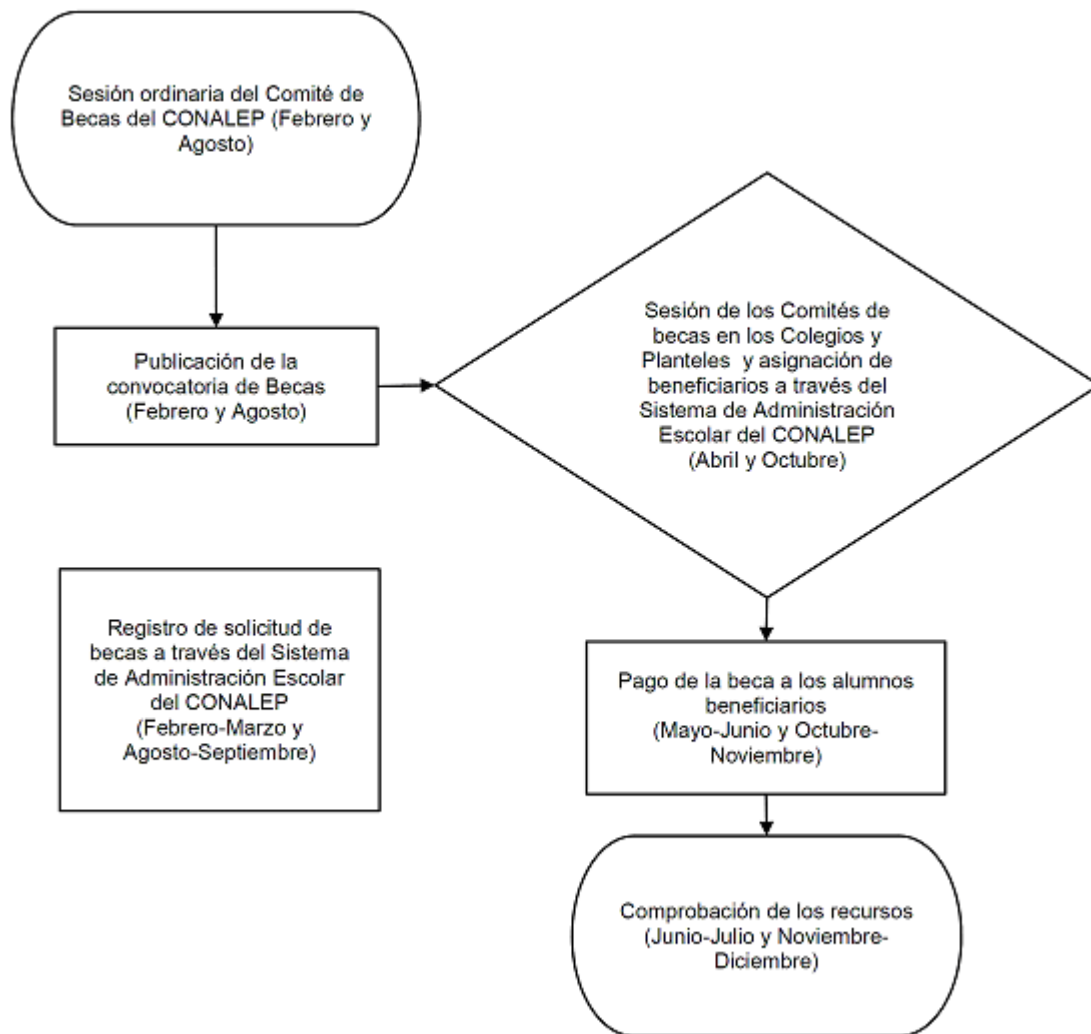 Sesión ordinaria del Comité de
Becas del CONALEP (Febrero y
Agosto)
Publicación de la
convocatoria de Becas
(Febrero y Agosto)
Registro de solicitud de
becas a través del Sistema
de Administración Escolar
del CONALEP
(Febrero-Marzo y
Agosto-Septiembre)
Sesión de los Comités de
becas en los Colegios y
Planteles y asignación de
beneficiarios a través del
Sistema de Administración
Escolar del CONALEP
(Abril y Octubre)
Pago de la beca a los alumnos
beneficiarios
(Mayo-Junio y Octubre-
Noviembre)
Comprobación de los recursos
(Junio-Julio y Noviembre-
Diciembre)